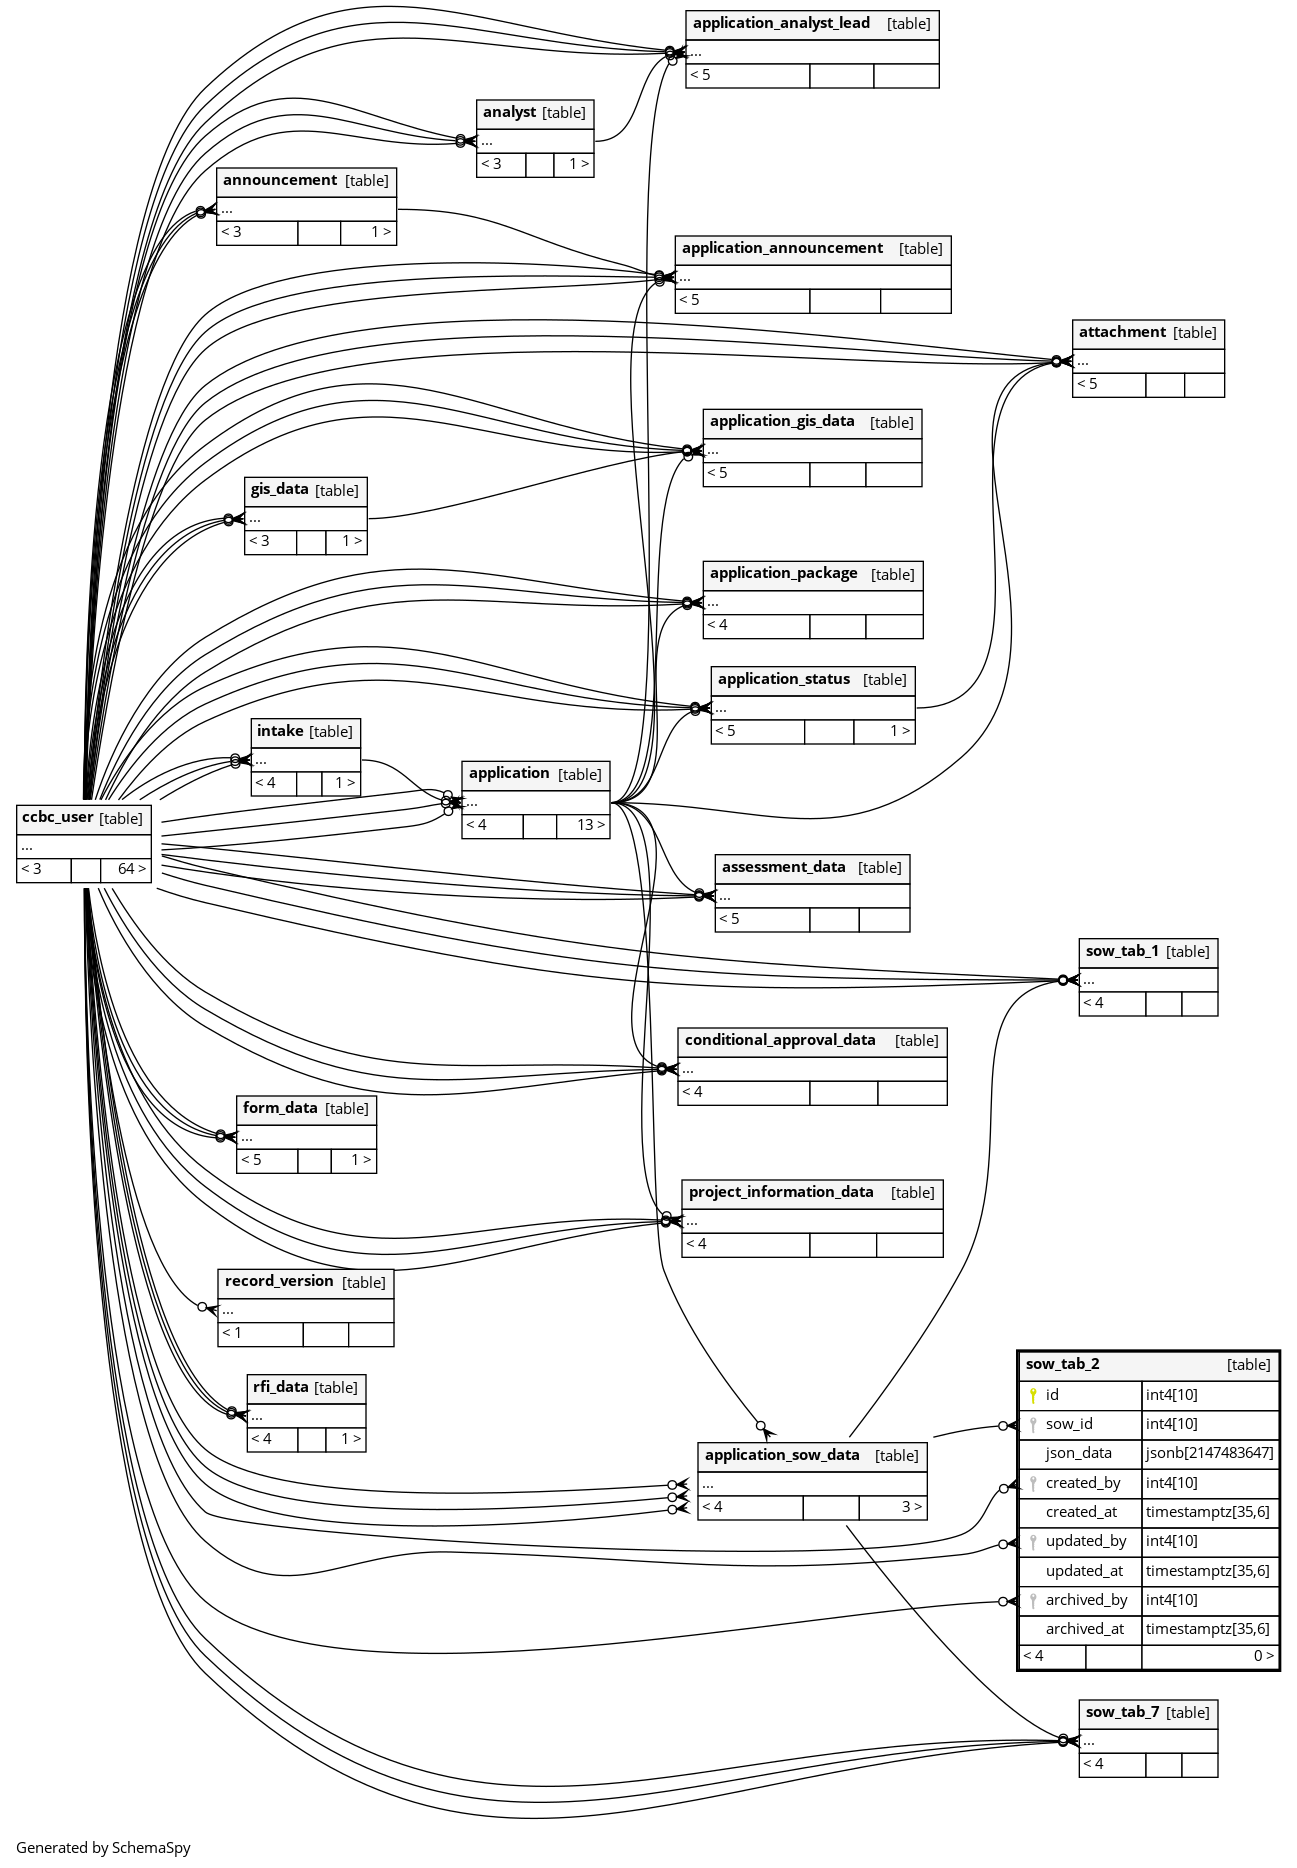 application_analyst_lead [table]
...
< 5
analyst [table]
...
< 3 1 >
announcement [table]
...
< 3 1 >
application_announcement [table]
...
< 5
attachment [table]
...
< 5
application_gis_data [table]
...
< 5
gis_data [table]
...
< 3 1 >
application_package [table]
...
< 4
application_status [table]
...
< 5 1 >
intake [table]
...
< 4 1 >
application [table]
...
< 4 13 >
ccbc_user [table]
...
< 3 64 >
assessment_data [table]
...
< 5
sow_tab_1 [table]
...
< 4
conditional_approval_data [table]
...
< 4
form_data [table]
...
< 5 1 >
project_information_data [table]
...
< 4
record_version [table]
...
< 1
rfi_data [table]
...
< 4 1 >
application_sow_data [table]
...
< 4 3 >
sow_tab_2 [table]
id int4[10]
sow_id int4[10]
json_data jsonb[2147483647]
created_by int4[10]
created_at timestamptz[35,6]
updated_by int4[10]
updated_at timestamptz[35,6]
archived_by int4[10]
archived_at timestamptz[35,6]
< 4 0 >
sow_tab_7 [table]
...
< 4
Generated by SchemaSpy